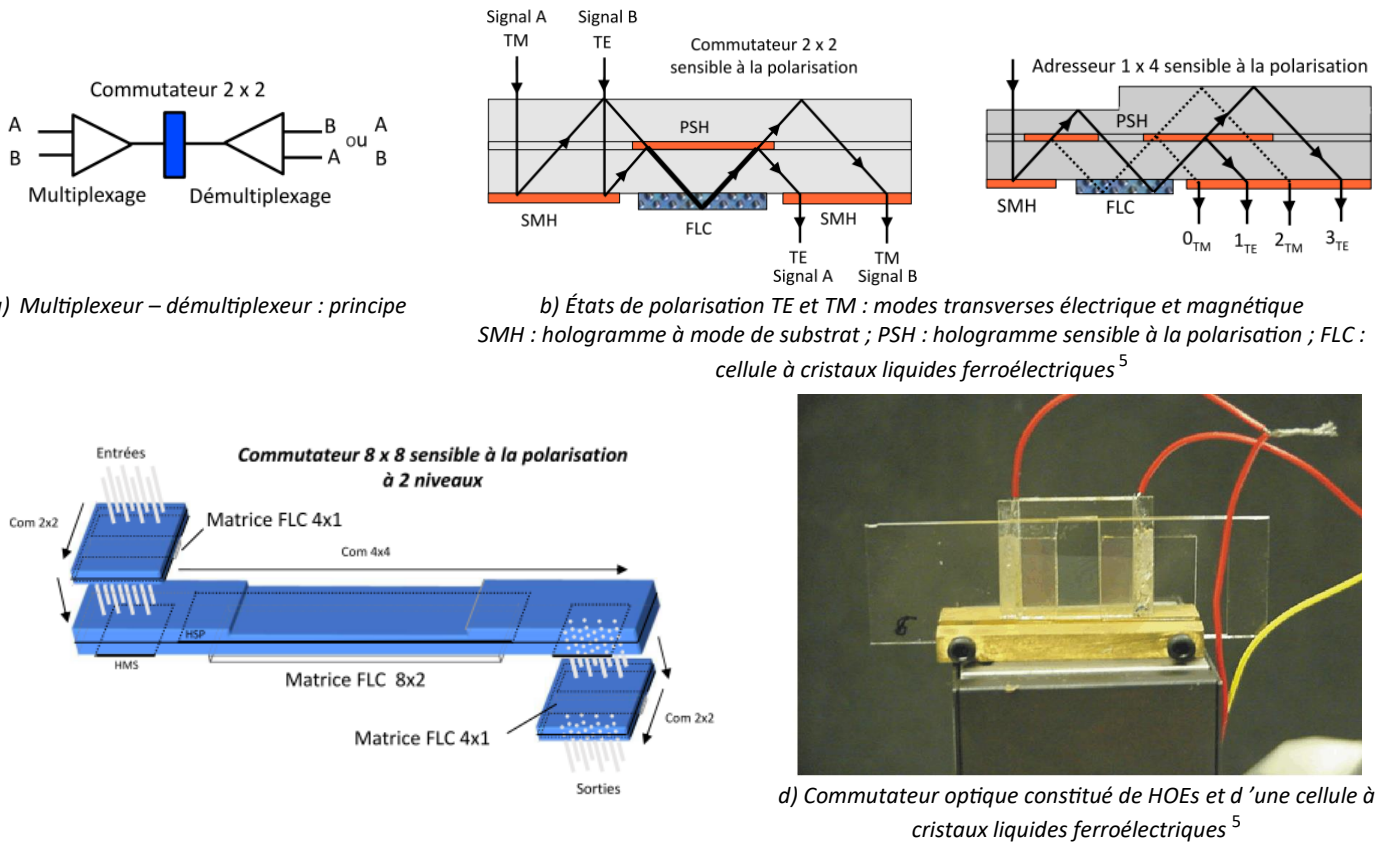 Commutateur 2 x 2
A
B
B
A
ou
A
B
Multiplexage
Démultiplexage
) Multiplexeur – démultiplexeur : principe
Signal A
TM
Signal B
TE
Commutateur 2 x 2
sensible à la polarisation
PSH
SMH
FLC
SMH
TE
Signal A
TM
Signal B
Adresseur 1 x 4 sensible à la polarisation
PSH
SMH
FLC
0TM
1TE
2TM
3TE
b) États de polarisation TE et TM : modes transverses électrique et magnétique
SMH : hologramme à mode de substrat ; PSH : hologramme sensible à la polarisation ; FLC :
cellule à cristaux liquides ferroélectriques 5
Entrées
Commutateur 8 x 8 sensible à la polarisation
à 2 niveaux
Com 2x2
Matrice FLC 4x1
Com 4x4
HSP
HMS
Matrice FLC 8x2
Com 2x2
Matrice FLC 4x1
Sorties
d) Commutateur optique constitué de HOEs et d ’une cellule à
cristaux liquides ferroélectriques 5